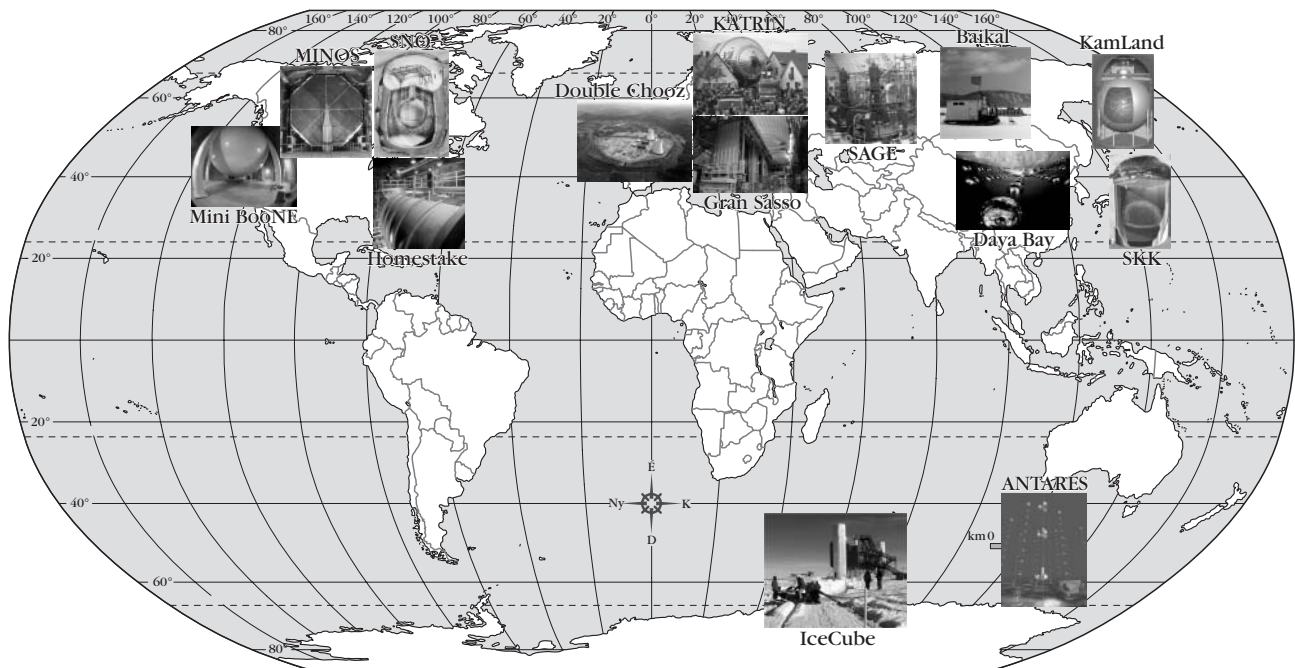 160° 140° 120° 100° 80° 60° 40° 20° 0° 20° 40° 60° 80° 100° 120° 140° 160°
80°
KATRIN
Baikal
KamLand
SNO
MINOS
Double Chooz
60°
SAGE
40°
Gran Sasso
Mini BooNE
Daya Bay
Homestake
SKK
20°
20°
É
Ny K
D
40°
ANTARES
km 0
60°
IceCube
80°